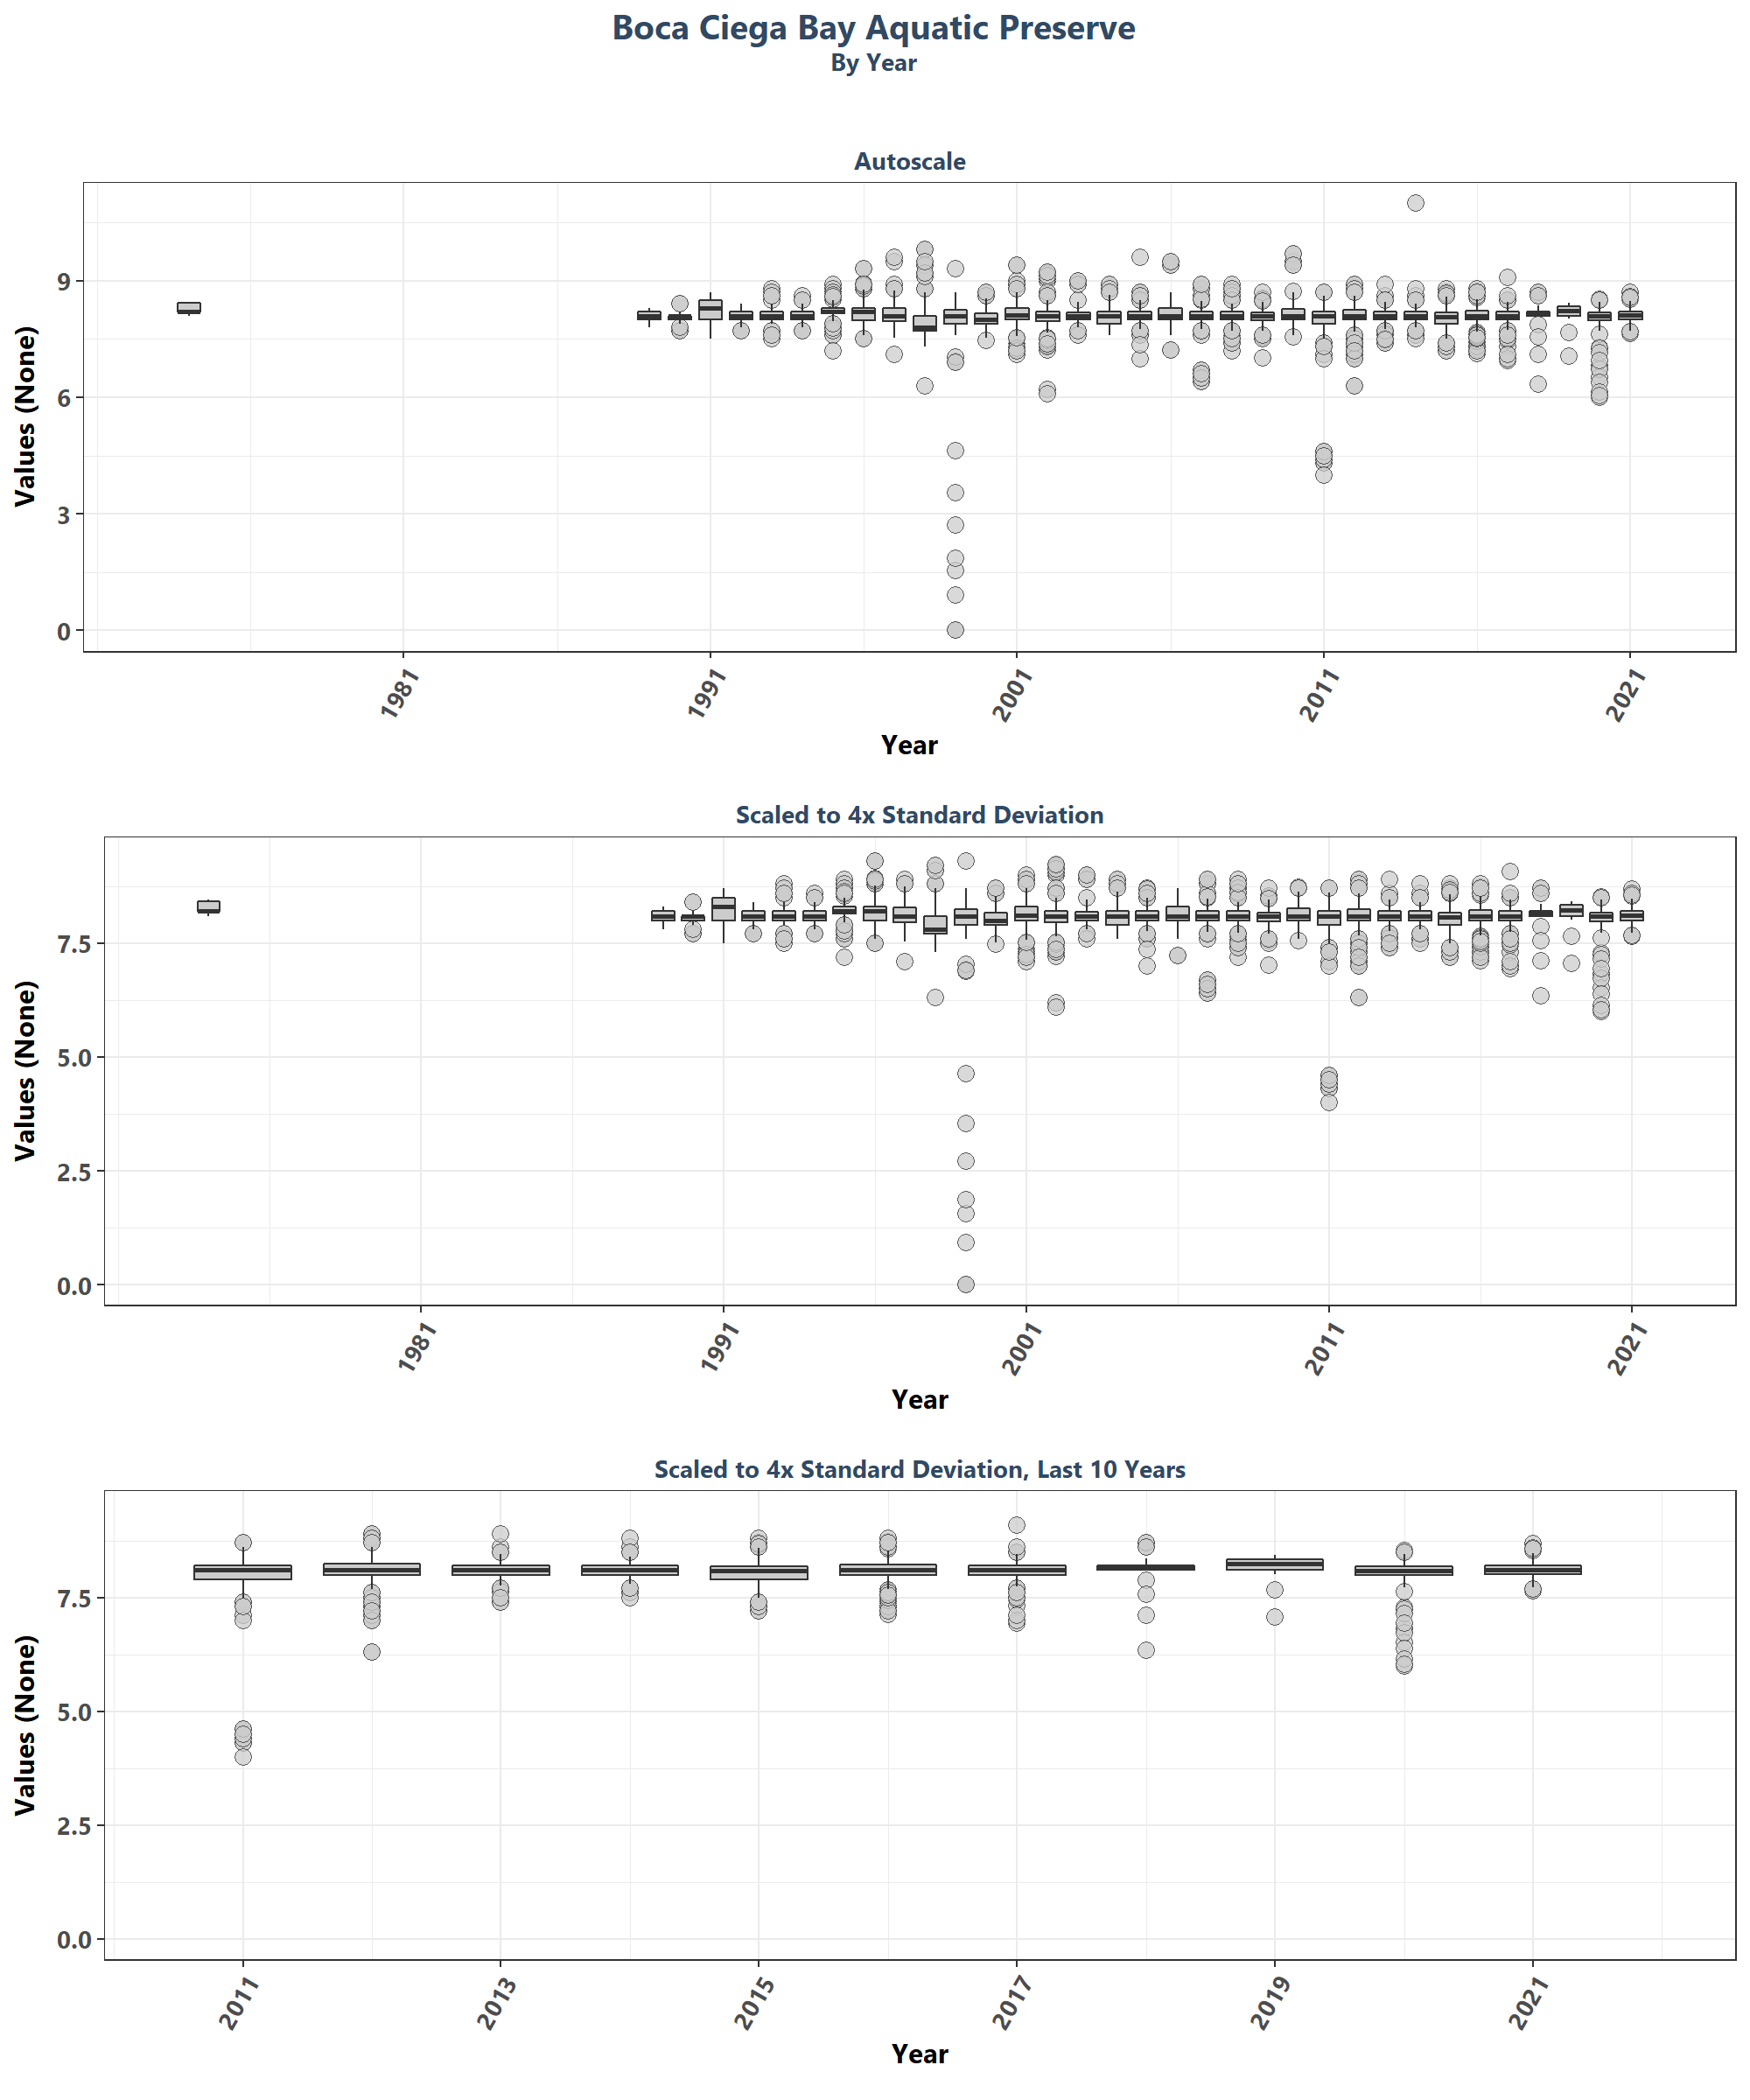 Boca Ciega Bay Aquatic Preserve
By Year
Autoscale
Values (None)
9
6
3
0
1981
1991
2001
2011
2021
Year
Scaled to 4x Standard Deviation
Values (None)
7.5
5.0
2.5
0.0
1981
1991
2001
2011
2021
Year
Scaled to 4x Standard Deviation, Last 10 Years
Values (None)
7.5
5.0
2.5
0.0
2011
2013
2015
2017
2019
2021
Year